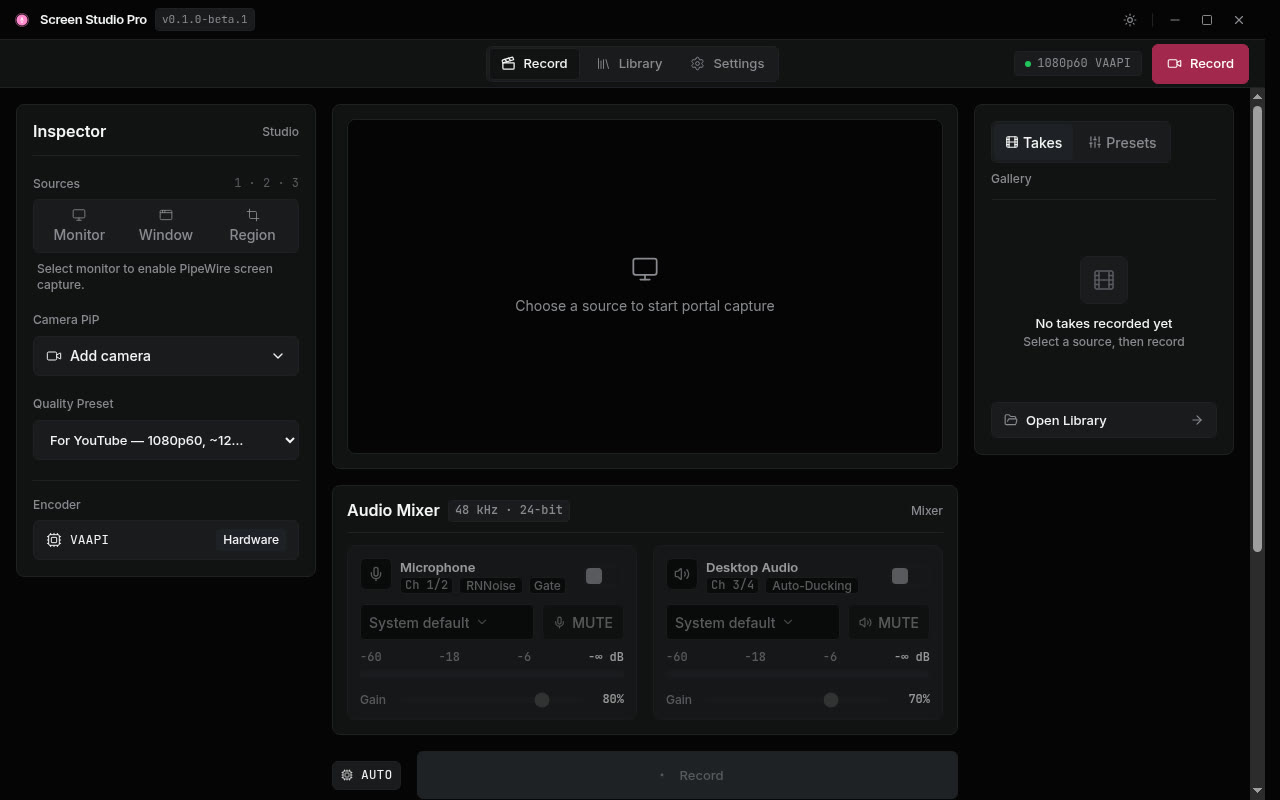 Screen Studio Pro v0.1.0-beta.1
Record Library Settings
1080p60 VAAPI
Record
Inspector
Studio
Sources
1 · 2 · 3
Monitor Window Region
Select monitor to enable PipeWire screen
capture.
Camera PiP
Add camera
Quality Preset
For YouTube — 1080p60, ~12...
Encoder
VAAPI
Hardware
Choose a source to start portal capture
Audio Mixer 48 kHz · 24-bit
Mixer
Microphone
Ch 1/2 RNNoise Gate
System default MUTE
-60 -18 -6 -∞ dB
Gain 80%
Desktop Audio
Ch 3/4 Auto-Ducking
System default MUTE
-60 -18 -6 -∞ dB
Gain 70%
AUTO
· Record
Takes Presets
Gallery
No takes recorded yet
Select a source, then record
Open Library